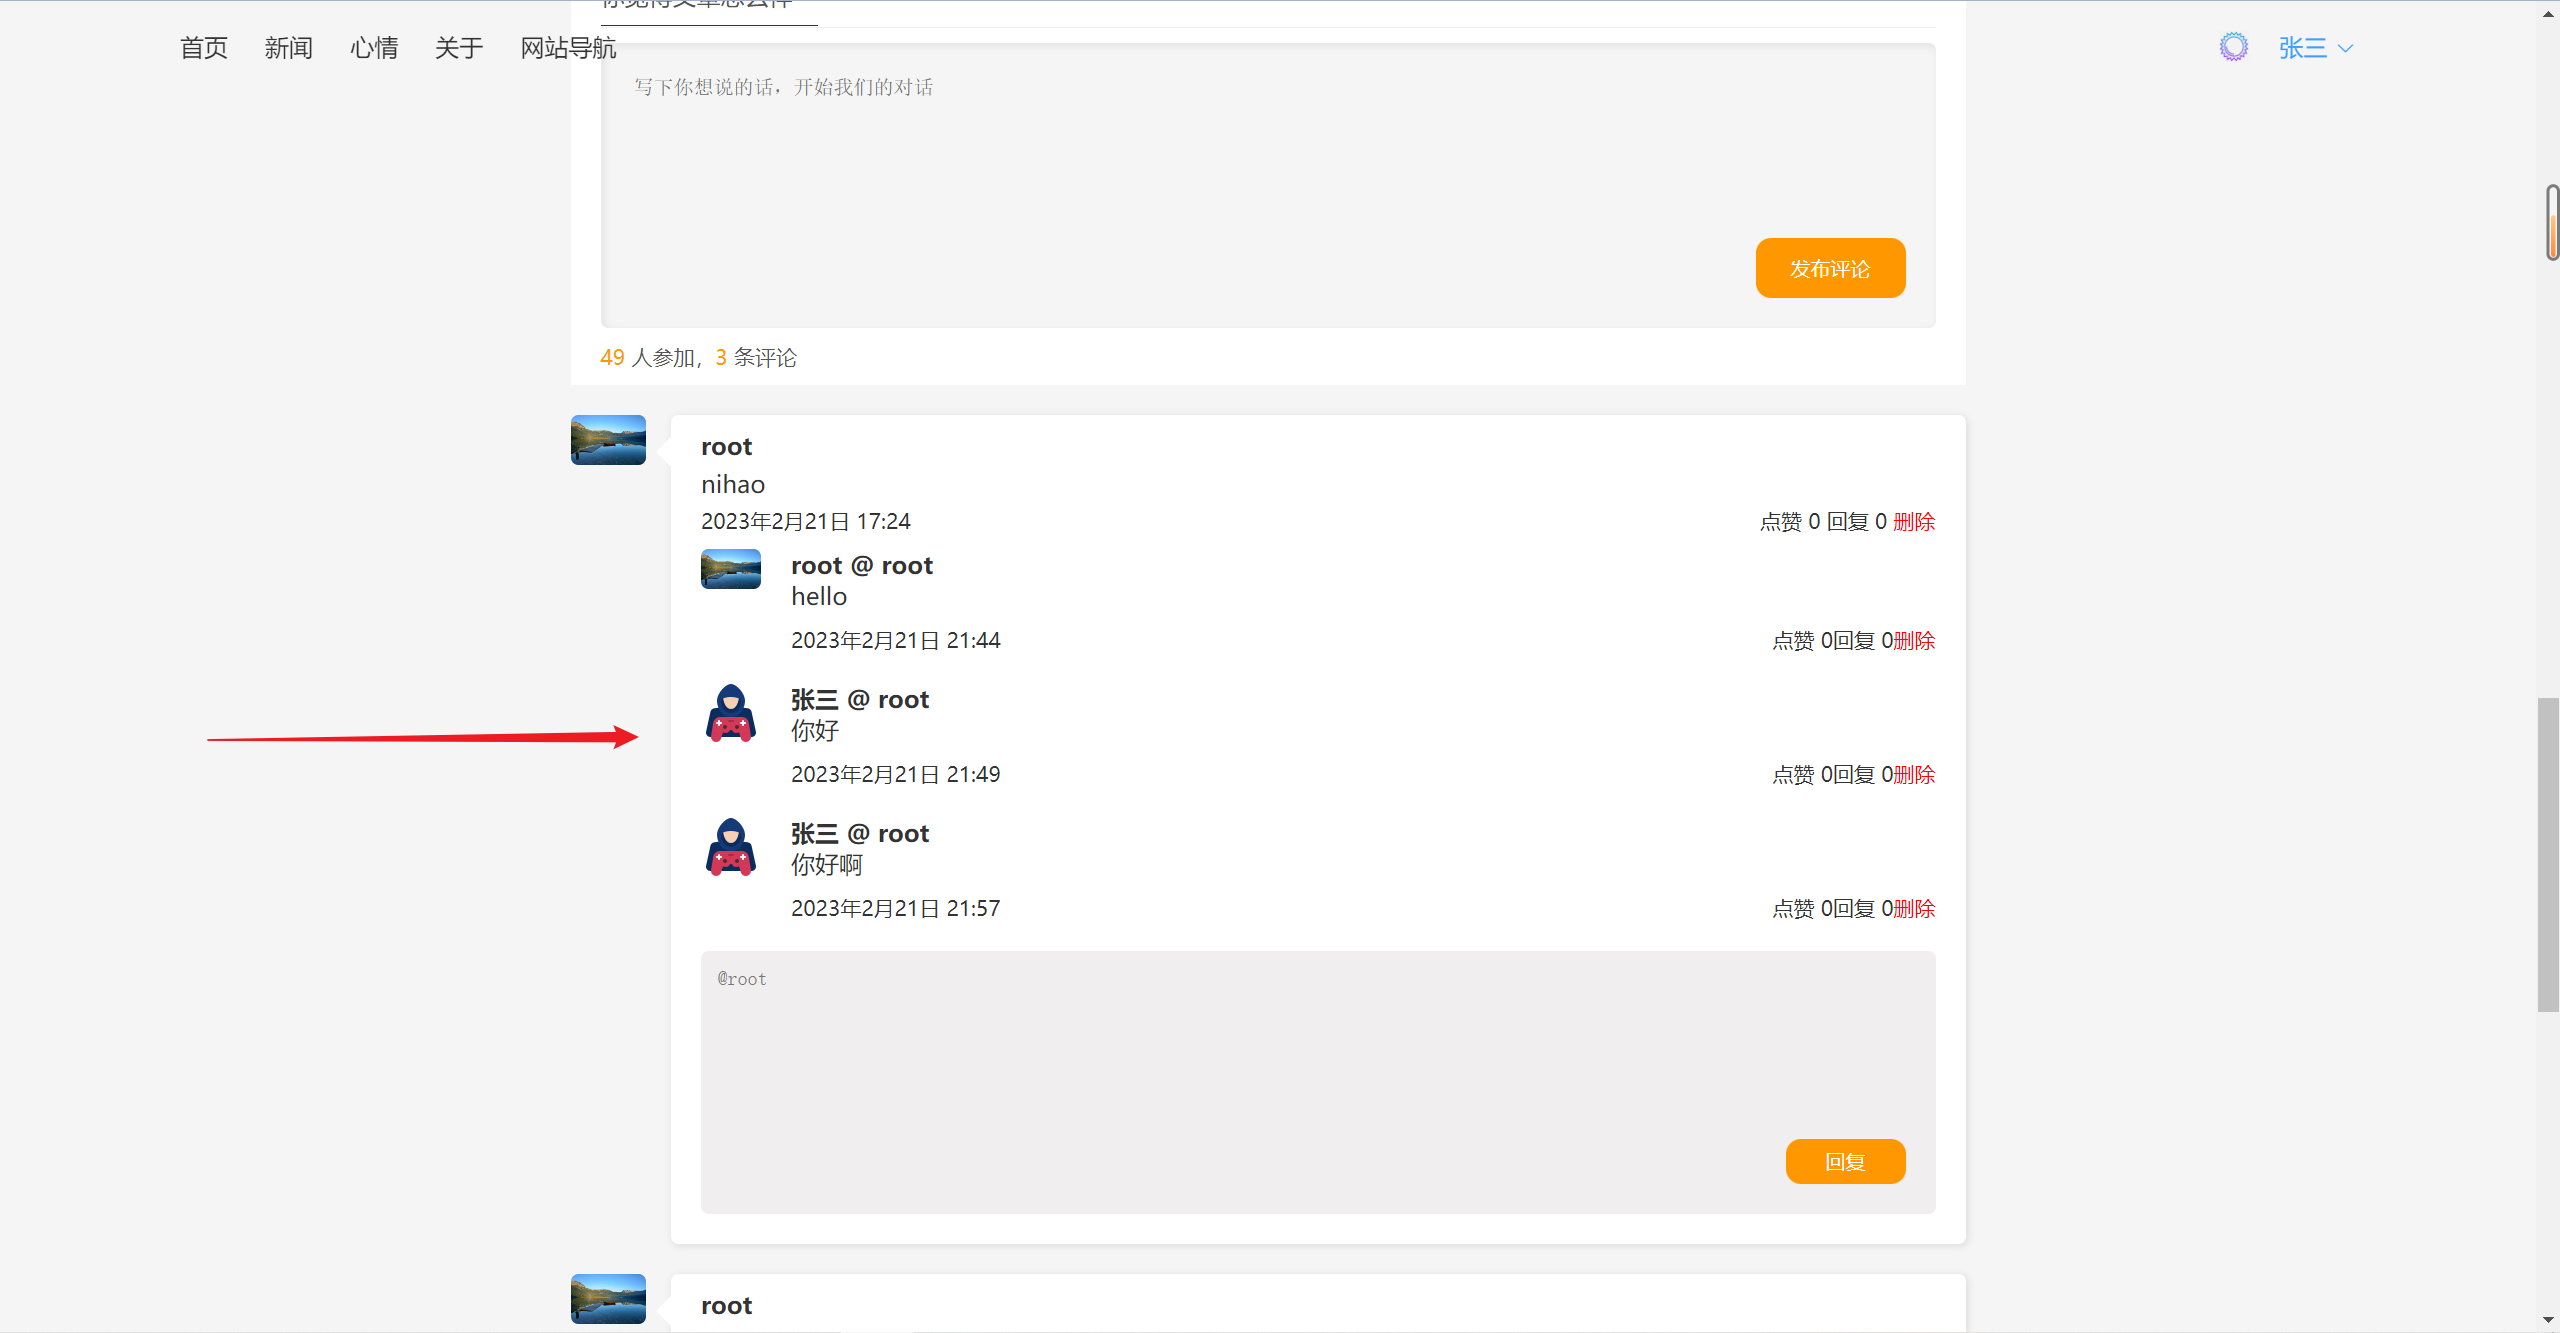 首页 新闻 心情 关于 网站导航 张三
写下你想说的话，开始我们的对话
发布评论
49 人参加，3 条评论
root
nihao
2023年2月21日 17:24 点赞 0 回复 0 删除
root @ root
hello
2023年2月21日 21:44 点赞 0回复 0删除
张三 @ root
你好
2023年2月21日 21:49 点赞 0回复 0删除
张三 @ root
你好啊
2023年2月21日 21:57 点赞 0回复 0删除
@root
回复
root